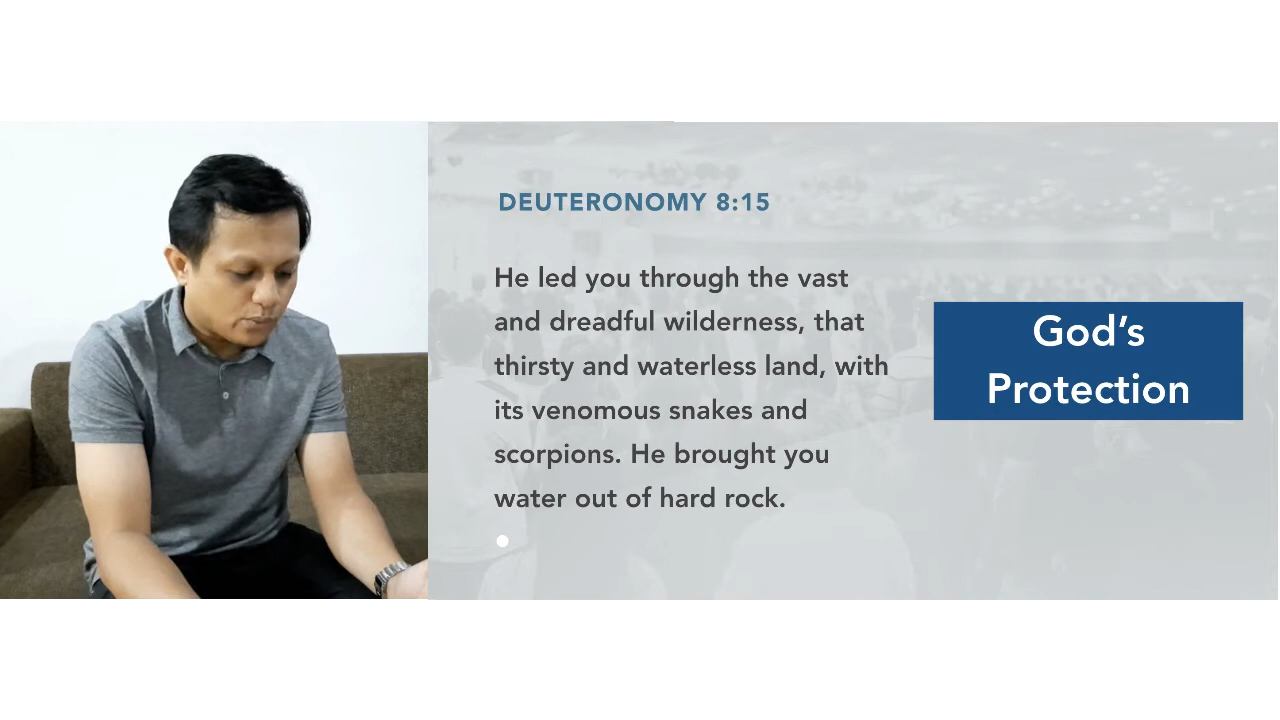 DEUTERONOMY 8:15
He led you through the vast
and dreadful wilderness, that
thirsty and waterless land, with
its venomous snakes and
scorpions. He brought you
water out of hard rock.
God’s
Protection